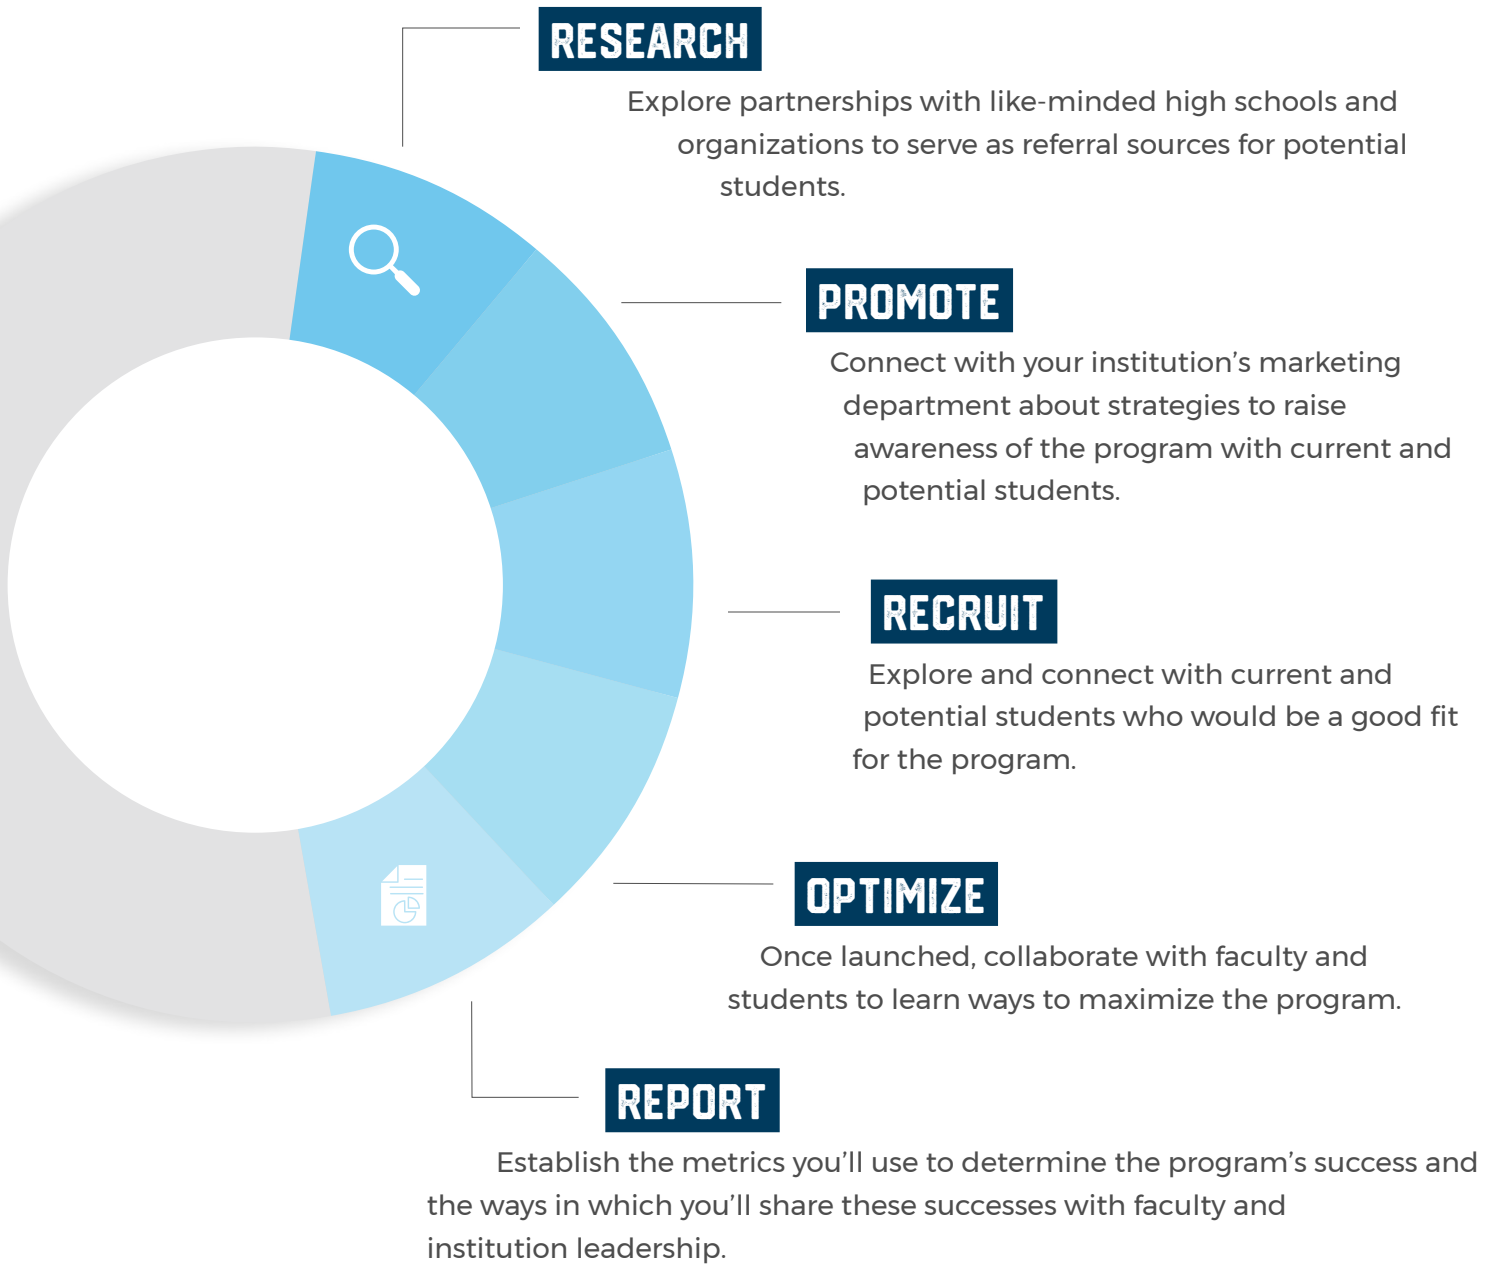 RESEARCH
Explore partnerships with like-minded high schools and
organizations to serve as referral sources for potential
students.
PROMOTE
Connect with your institution’s marketing
department about strategies to raise
awareness of the program with current and
potential students.
RECRUIT
Explore and connect with current and
potential students who would be a good fit
for the program.
OPTIMIZE
Once launched, collaborate with faculty and
students to learn ways to maximize the program.
REPORT
Establish the metrics you’ll use to determine the program’s success and
the ways in which you’ll share these successes with faculty and
institution leadership.